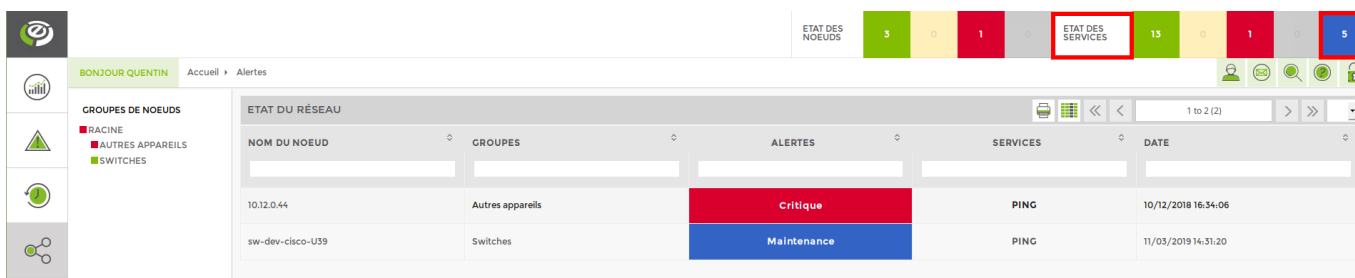 ETAT DES NOEUDS
3 0 1 0
ETAT DES SERVICES
13 0 1 0 5
BONJOUR QUENTIN Accueil Alertes
GROUPES DE NOEUDS
RACINE
AUTRES APPAREILS
SWITCHES
ETAT DU RÉSEAU
1 to 2 (2)
NOM DU NOEUD GROUPES ALERTES SERVICES DATE
10.12.0.44 Autres appareils Critique PING 10/12/2018 16:34:06
sw-dev-cisco-U39 Switches Maintenance PING 11/03/2019 14:31:20